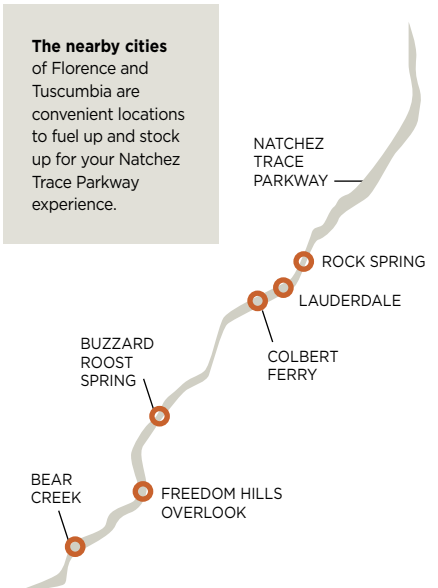 The nearby cities
of Florence and
Tuscumbia are
convenient locations
to fuel up and stock
up for your Natchez
Trace Parkway
experience.
NATCHEZ
TRACE
PARKWAY
ROCK SPRING
LAUDERDALE
COLBERT
FERRY
BUZZARD
ROOST
SPRING
BEAR
CREEK
FREEDOM HILLS
OVERLOOK